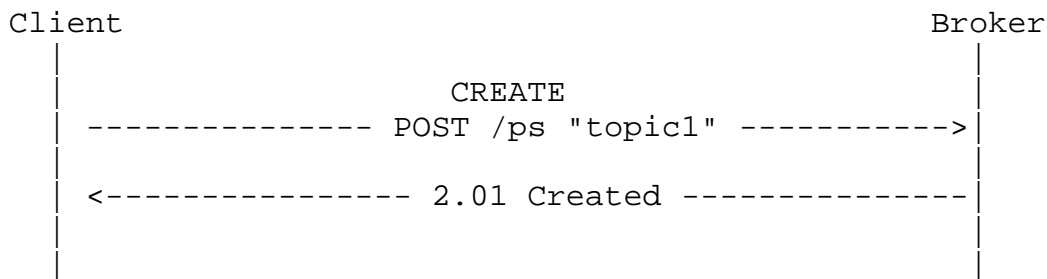 Client Broker
CREATE
POST /ps "topic1"
2.01 Created